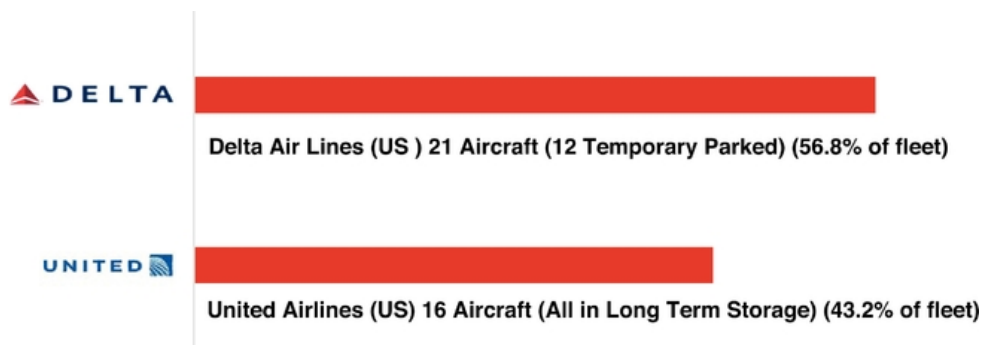 DELTA
Delta Air Lines (US ) 21 Aircraft (12 Temporary Parked) (56.8% of fleet)
UNITED
United Airlines (US) 16 Aircraft (All in Long Term Storage) (43.2% of fleet)